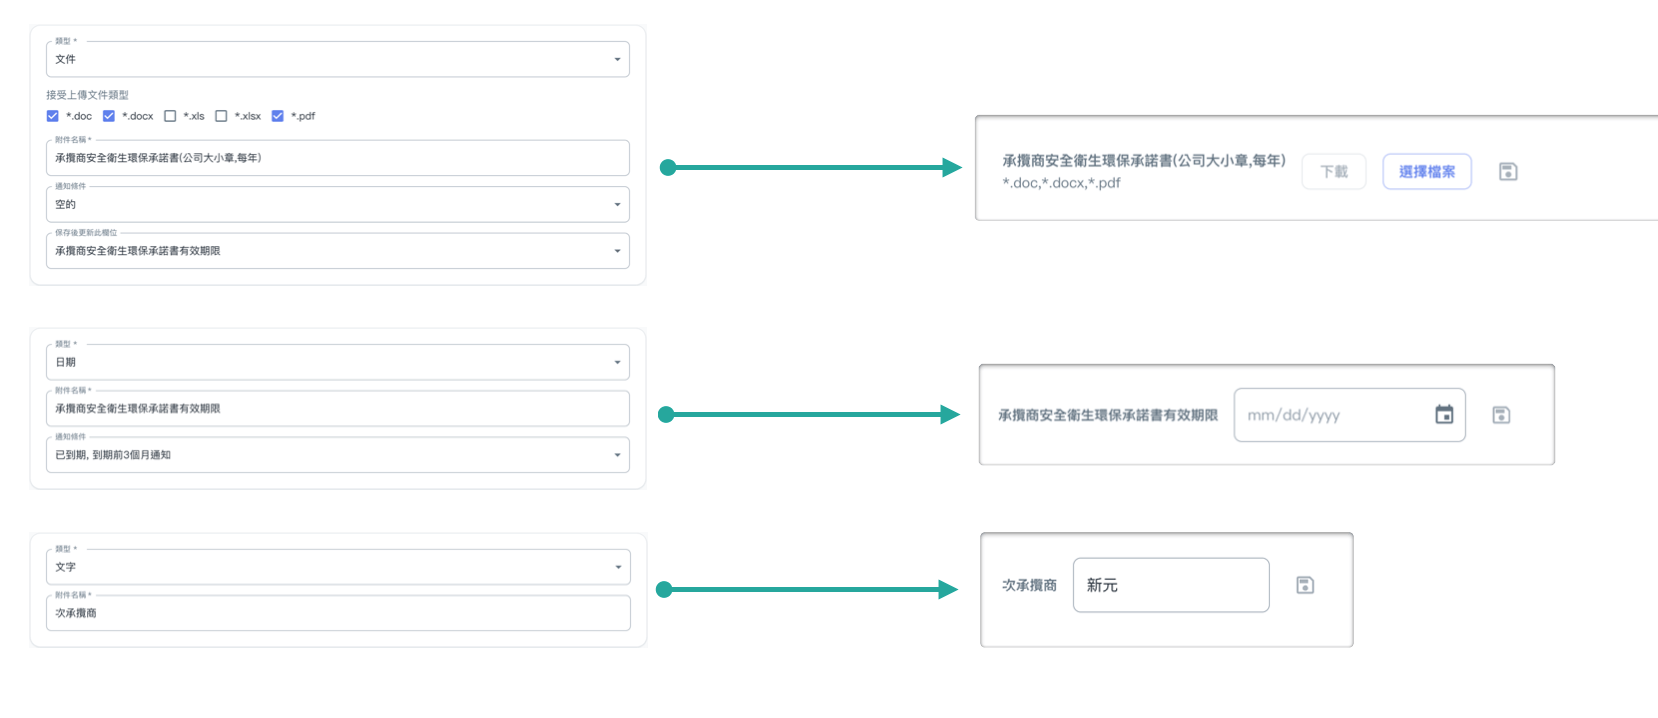 類型 *
文件
接受上傳文件類型
*.doc *.docx *.xls *.xlsx *.pdf
附件名稱 *
承攬商安全衛生環保承諾書(公司大小章,每年)
通知條件
空的
保存後更新此欄位
承攬商安全衛生環保承諾書有效期限
承攬商安全衛生環保承諾書(公司大小章,每年)
*.doc,*.docx,*.pdf
下載
選擇檔案
類型 *
日期
附件名稱 *
承攬商安全衛生環保承諾書有效期限
通知條件
已到期, 到期前3個月通知
承攬商安全衛生環保承諾書有效期限
mm/dd/yyyy
類型 *
文字
附件名稱 *
次承攬商
次承攬商
新元